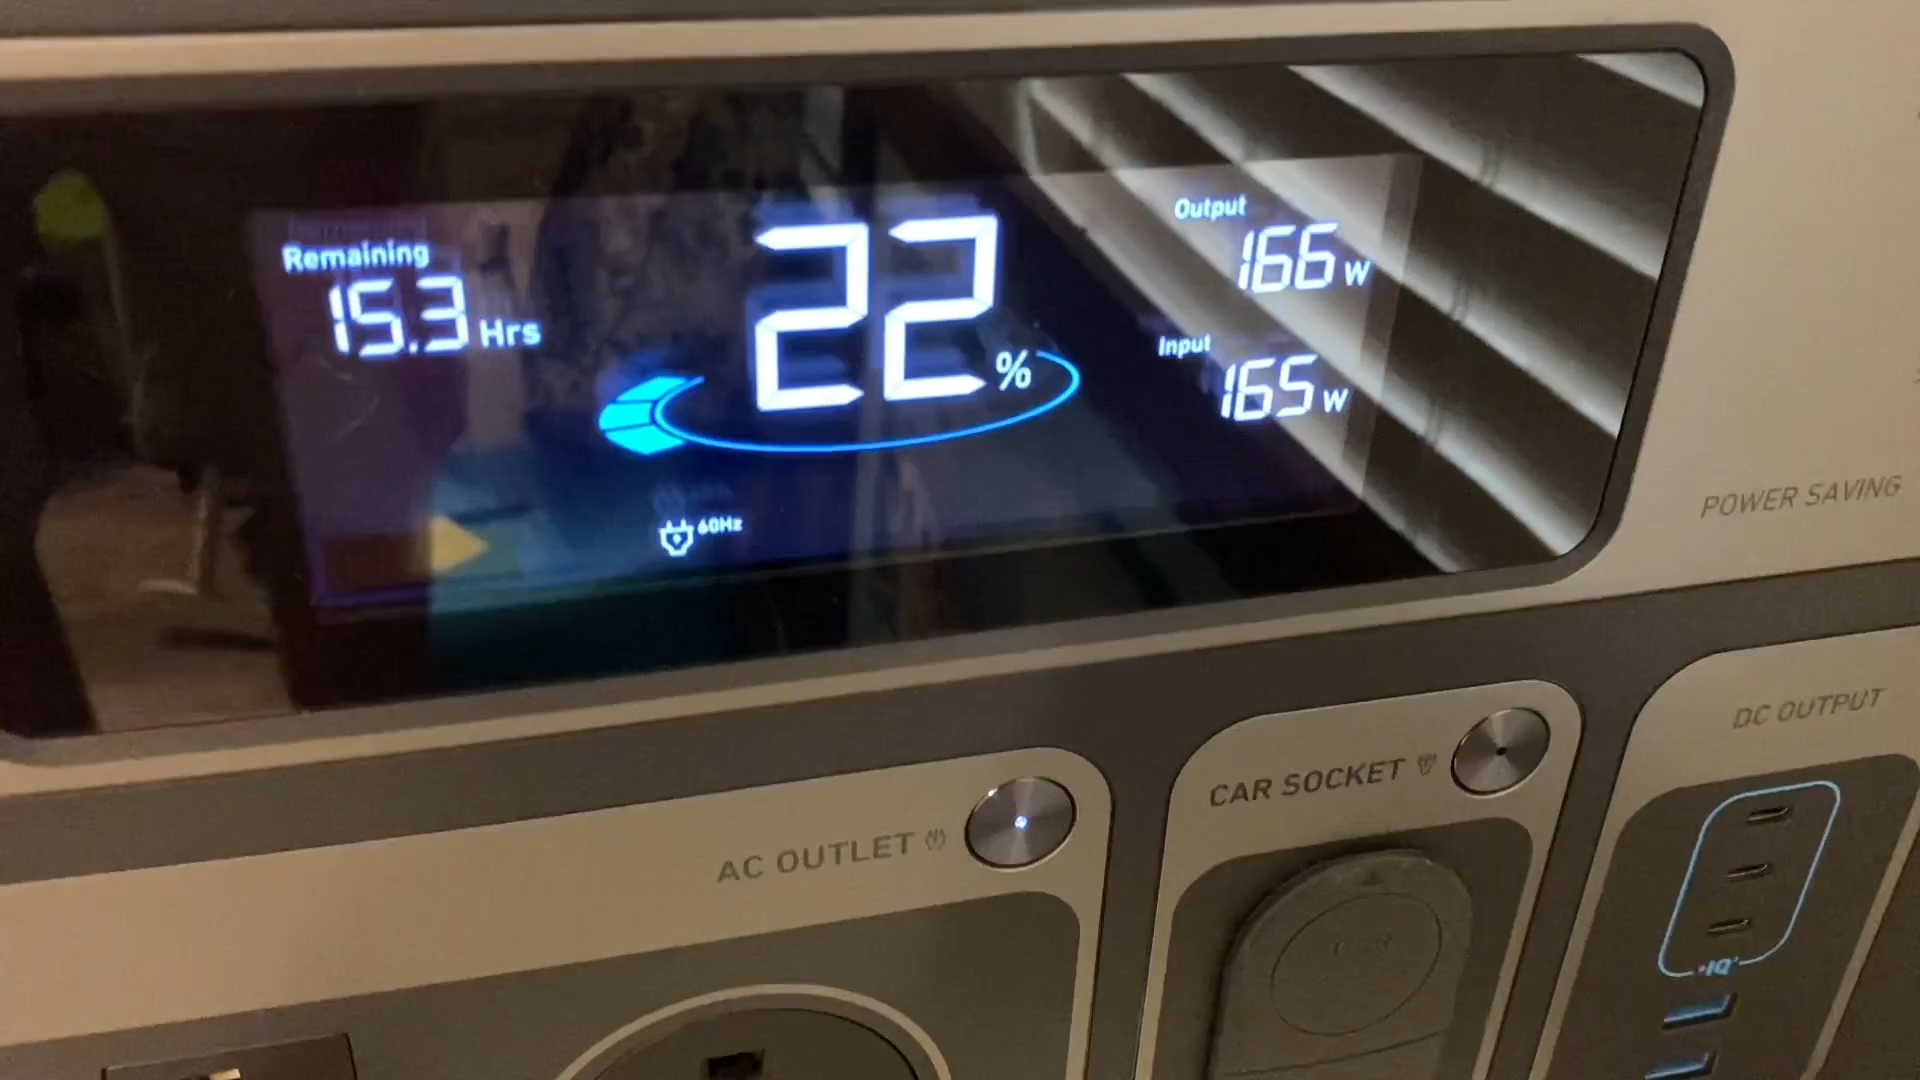 Remaining
15.3 Hrs
22 %
Output
166 W
Input
165 W
60Hz
POWER SAVING
AC OUTLET
CAR SOCKET
DC OUTPUT
IQ